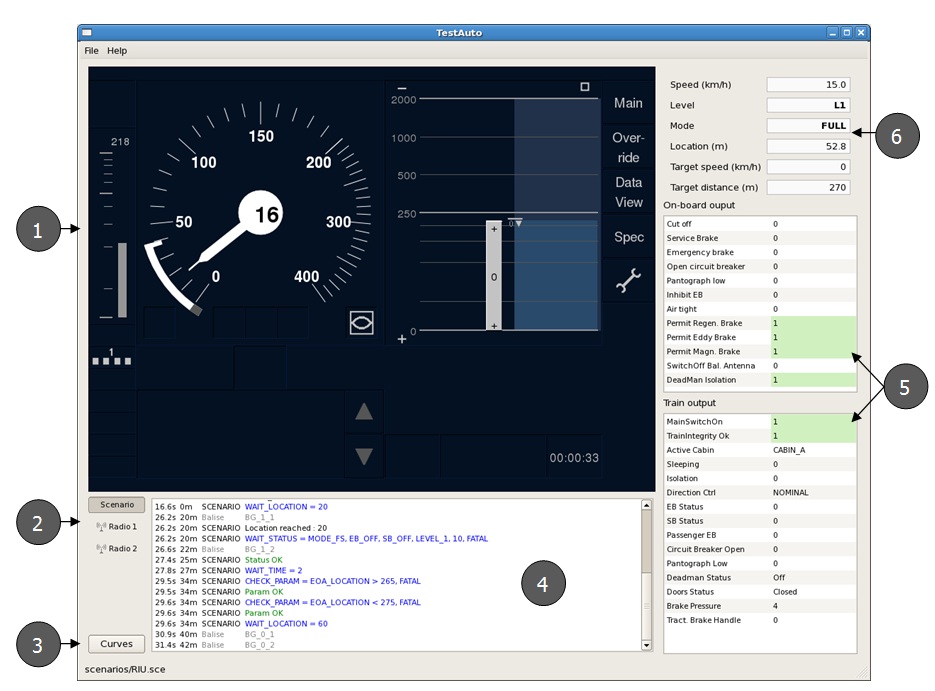 TestAuto
File Help
218
1
0
50
100
150
200
300
400
16
2000
1000
500
250
0
0
00:00:33
Main
Over-
ride
Data
View
Spec
Speed (km/h) 15.0
Level L1
Mode FULL
Location (m) 52.8
Target speed (km/h) 0
Target distance (m) 270
On-board ouput
Cut off 0
Service Brake 0
Emergency brake 0
Open circuit breaker 0
Pantograph low 0
Inhibit EB 0
Air tight 0
Permit Regen. Brake 1
Permit Eddy Brake 1
Permit Magn. Brake 1
SwitchOff Bal. Antenna 0
DeadMan Isolation 1
Train output
MainSwitchOn 1
TrainIntegrity Ok 1
Active Cabin CABIN_A
Sleeping 0
Isolation 0
Direction Ctrl NOMINAL
EB Status 0
SB Status 0
Passenger EB 0
Circuit Breaker Open 0
Pantograph Low 0
Deadman Status Off
Doors Status Closed
Brake Pressure 4
Tract. Brake Handle 0
Scenario
Radio 1
Radio 2
Curves
16.6s 0m SCENARIO WAIT_LOCATION = 20
26.2s 20m Balise BG_1_1
26.2s 20m SCENARIO Location reached : 20
26.2s 20m SCENARIO WAIT_STATUS = MODE_FS, EB_OFF, SB_OFF, LEVEL_1, 10, FATAL
26.6s 22m Balise BG_1_2
27.4s 25m SCENARIO Status OK
27.8s 27m SCENARIO WAIT_TIME = 2
29.5s 34m SCENARIO CHECK_PARAM = EOA_LOCATION > 265, FATAL
29.5s 34m SCENARIO Param OK
29.6s 34m SCENARIO CHECK_PARAM = EOA_LOCATION < 275, FATAL
29.6s 34m SCENARIO Param OK
29.6s 34m SCENARIO WAIT_LOCATION = 60
30.9s 40m Balise BG_0_1
31.4s 42m Balise BG_0_2
scenarios/RIU.sce
1
2
3
4
5
6